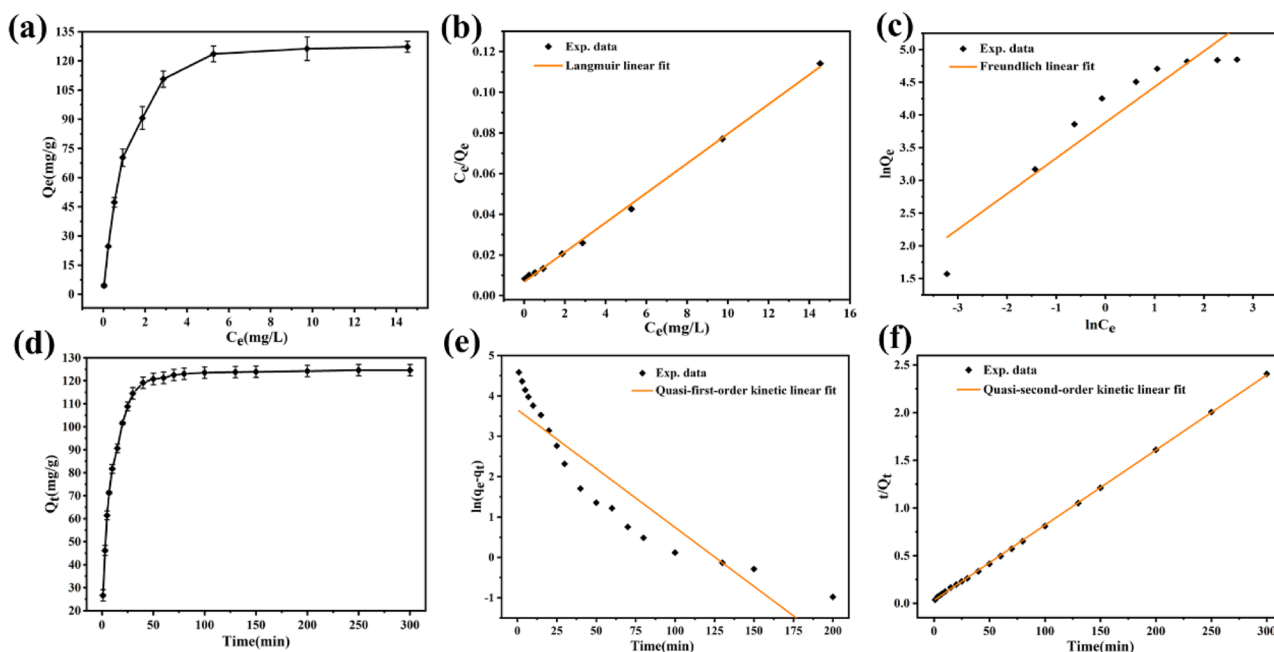 (a)
Qe(mg/g)
135
120
105
90
75
60
45
30
15
0
0 2 4 6 8 10 12 14
Ce(mg/L)
(b)
Exp. data
Langmuir linear fit
Ce/Qe
0.12
0.10
0.08
0.06
0.04
0.02
0.00
0 2 4 6 8 10 12 14 16
Ce(mg/L)
(c)
Exp. data
Freundlich linear fit
lnQe
5.0
4.5
4.0
3.5
3.0
2.5
2.0
1.5
-3 -2 -1 0 1 2 3
lnCe
(d)
Qt(mg/g)
130
120
110
100
90
80
70
60
50
40
30
20
0 50 100 150 200 250 300
Time(min)
(e)
Exp. data
Quasi-first-order kinetic linear fit
ln(qe-qt)
5
4
3
2
1
0
-1
0 25 50 75 100 125 150 175 200
Time(min)
(f)
Exp. data
Quasi-second-order kinetic linear fit
t/Qt
2.5
2.0
1.5
1.0
0.5
0.0
0 50 100 150 200 250 300
Time(min)